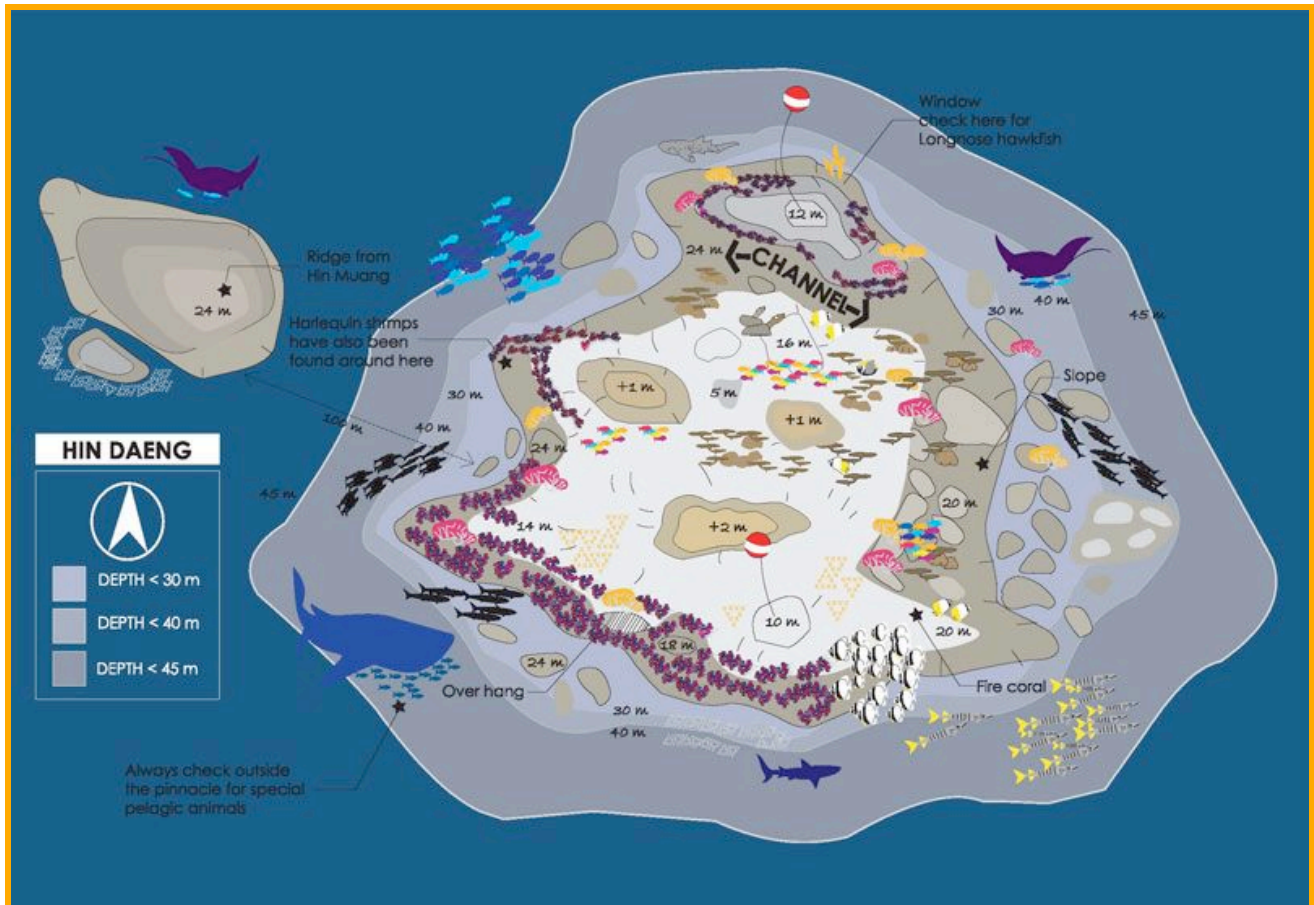 Window
check here for
Longnose hawkfish
12 m
24 m
CHANNEL
Ridge from
Hin Muang
24 m
Harlequin shrmps
have also been
found around here
30 m
40 m
45 m
16 m
+1 m
5 m
+1 m
Slope
30 m
40 m
100 m
45 m
24 m
HIN DAENG
DEPTH < 30 m
DEPTH < 40 m
DEPTH < 45 m
14 m
+2 m
20 m
10 m
20 m
18 m
24 m
Over hang
Fire coral
30 m
40 m
Always check outside
the pinnacle for special
pelagic animals